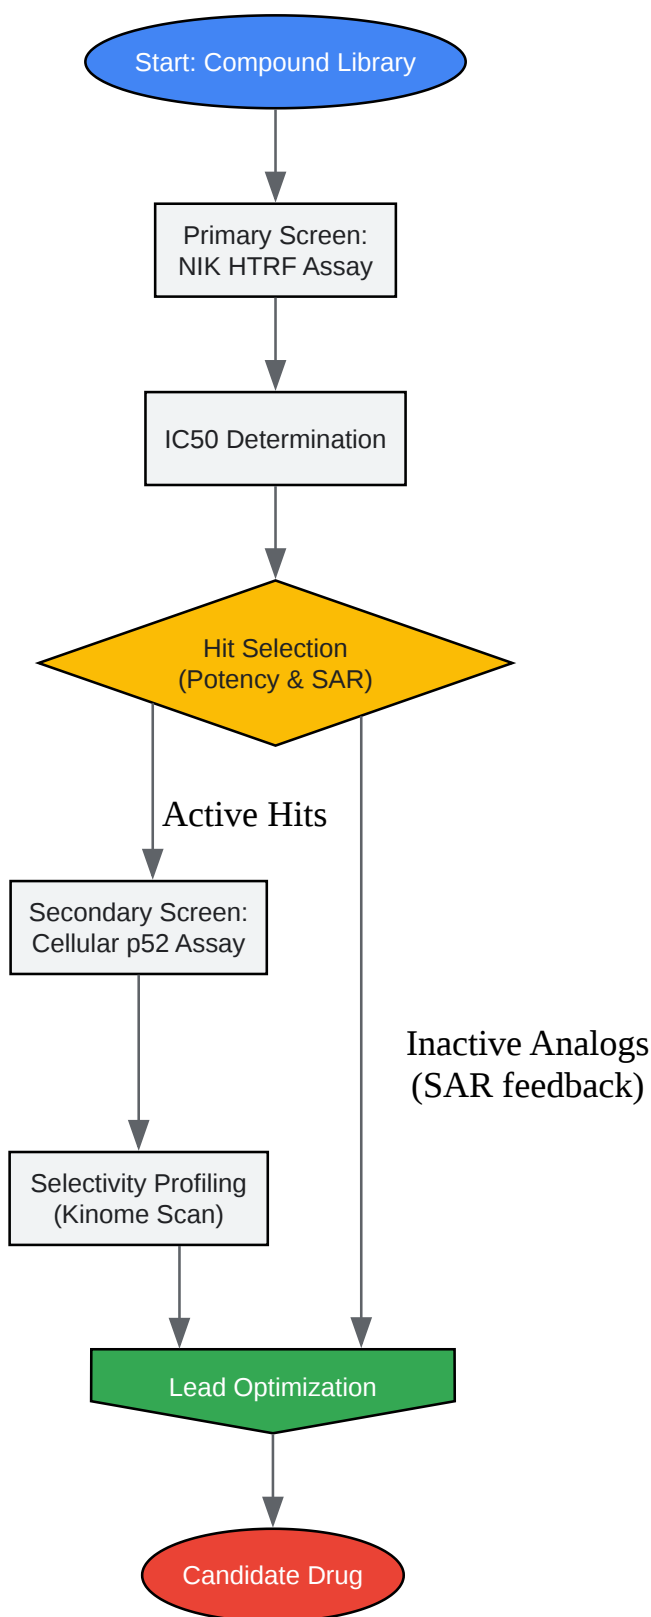 Start: Compound Library
Primary Screen:
NIK HTRF Assay
IC50 Determination
Hit Selection
(Potency & SAR)
Active Hits
Secondary Screen:
Cellular p52 Assay
Inactive Analogs
(SAR feedback)
Selectivity Profiling
(Kinome Scan)
Lead Optimization
Candidate Drug